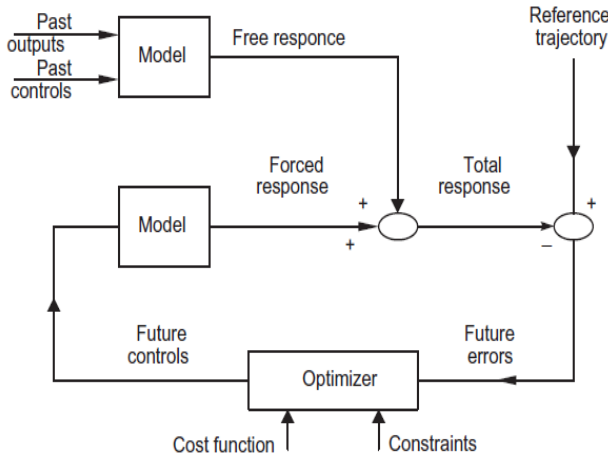 Past
outputs
Past
controls
Model
Free responce
Reference
trajectory
Model
Forced
response
+
+
Total
response
+
–
Future
controls
Optimizer
Future
errors
Cost function
Constraints